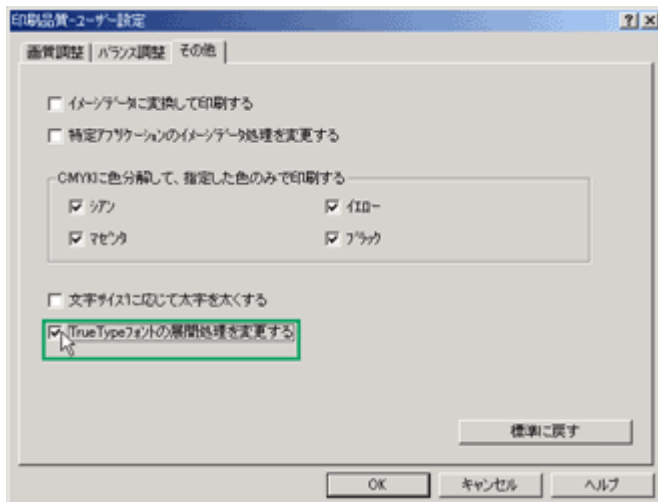 印刷品質-ユーザー設定
画質調整 バランス調整 その他
イメージデータに変換して印刷する
特定アプリケーションのイメージデータ処理を変更する
CMYKに色分解して、指定した色のみで印刷する
シアン イエロー
マゼンタ ブラック
文字サイズに応じて太字を太くする
TrueTypeフォントの展開処理を変更する
標準に戻す
OK キャンセル ヘルプ